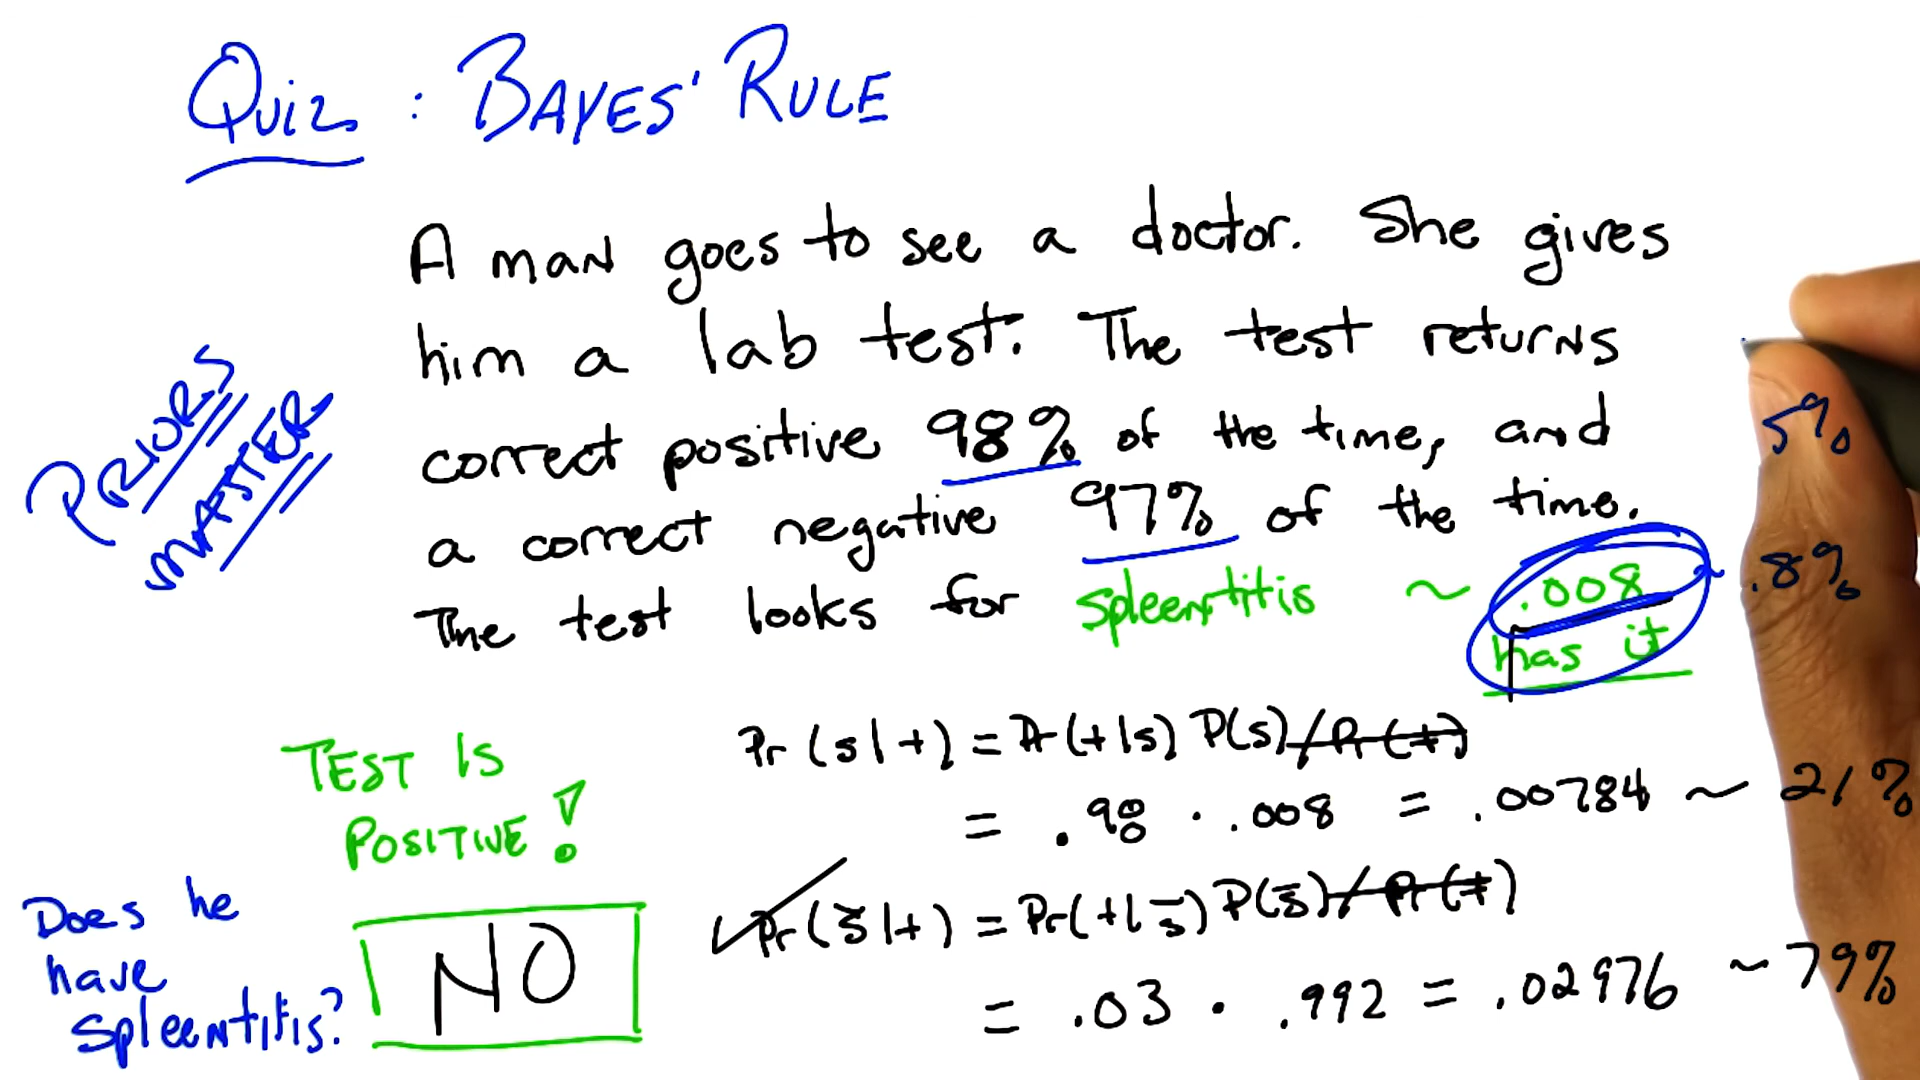 Quiz : BAYES' RULE
A man goes to see a doctor. She gives
him a lab test. The test returns
correct positive 98% of the time, and
a correct negative 97% of the time.
The test looks for spleentitis ~ .008
has it
5%
.8%
PRIORS
MATTER
TEST IS
POSITIVE!
Does he
have
spleentitis?
NO
Pr(s|+) = Pr(+|s) P(s)/Pr(+)
= .98 · .008 = .00784 ~ 21%
Pr(s̄|+) = Pr(+|s̄) P(s̄)/Pr(+)
= .03 · .992 = .02976 ~ 79%